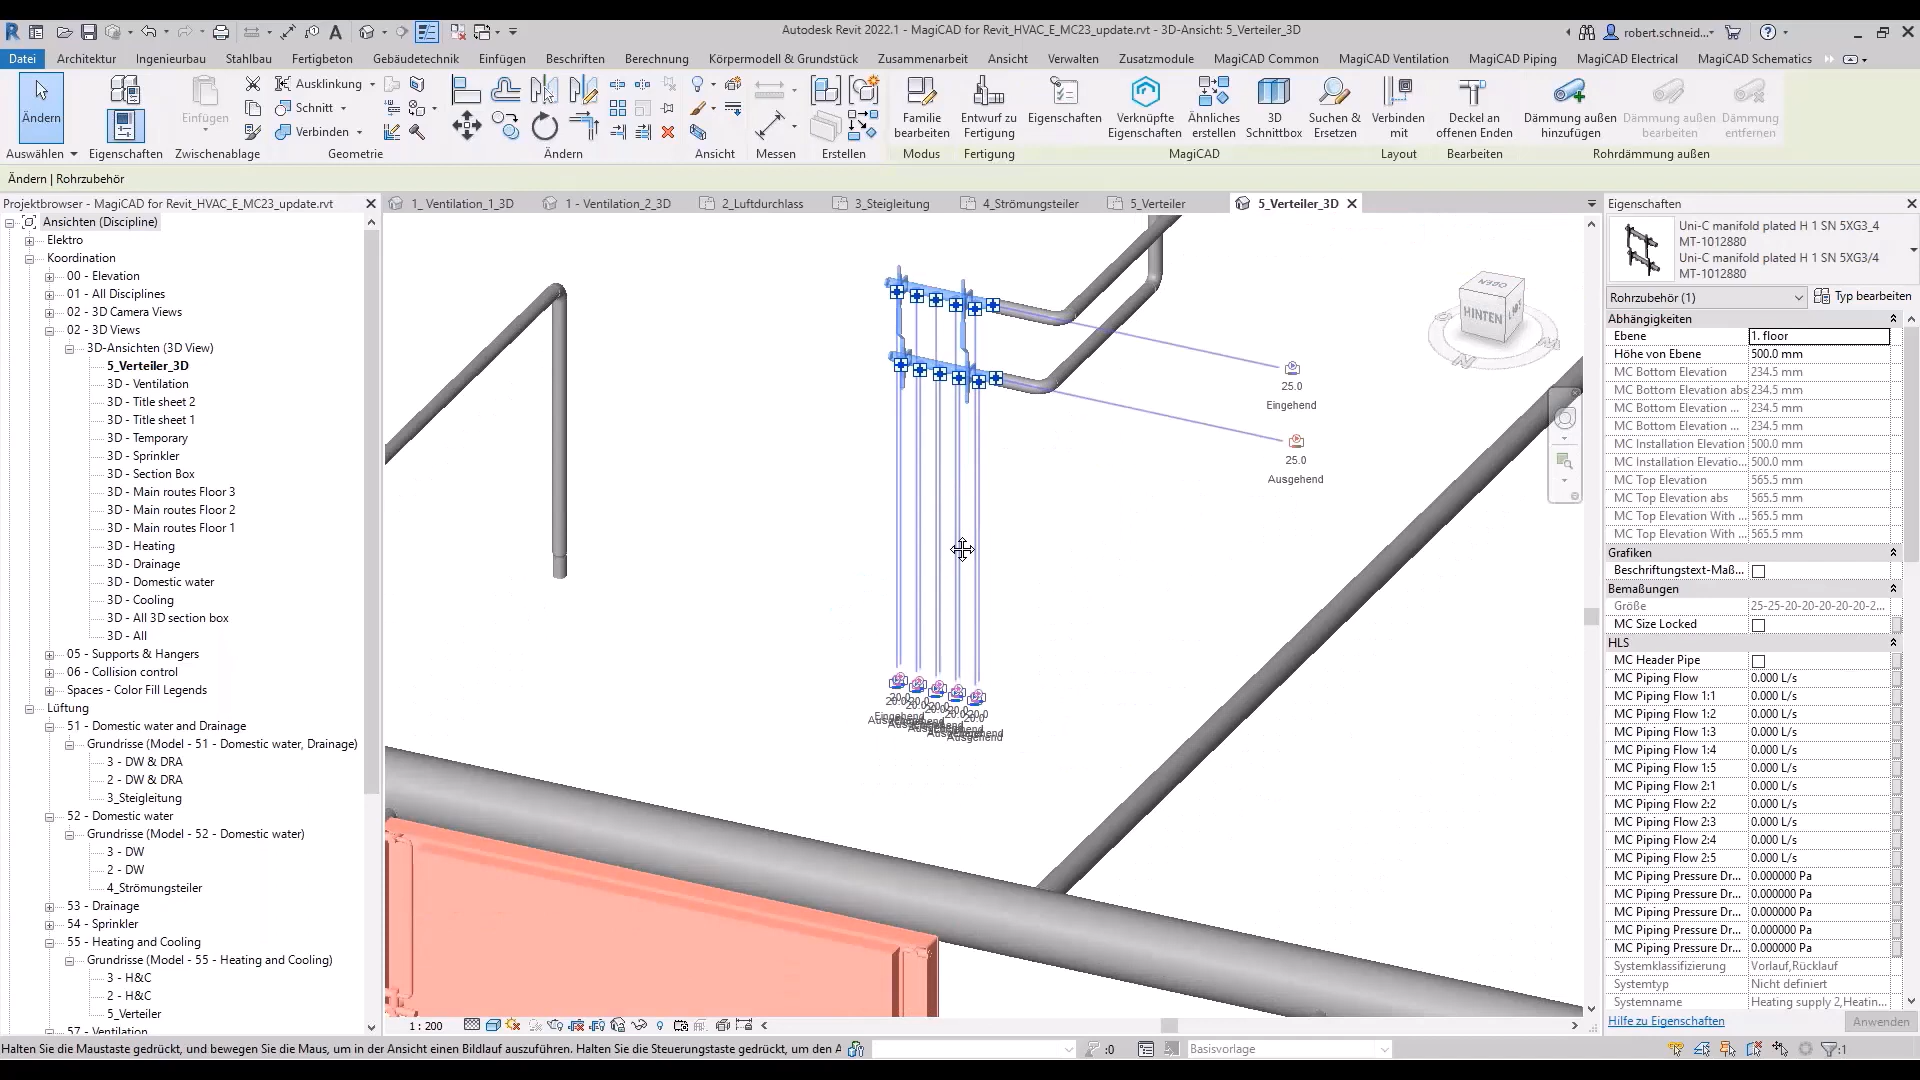 Autodesk Revit 2022.1 - MagiCAD for Revit_HVAC_E_MC23_update.rvt - 3D-Ansicht: 5_Verteiler_3D
robert.schneid...
Datei Architektur Ingenieurbau Stahlbau Fertigbeton Gebäudetechnik Einfügen Beschriften Berechnung Körpermodell & Grundstück Zusammenarbeit Ansicht Verwalten Zusatzmodule MagiCAD Common MagiCAD Ventilation MagiCAD Piping MagiCAD Electrical MagiCAD Schematics
Ändern
Einfügen
Ausklinkung
Schnitt
Verbinden
Familie bearbeiten
Entwurf zu Fertigung
Eigenschaften
Verknüpfte Eigenschaften
Ähnliches erstellen
3D Schnittbox
Suchen & Ersetzen
Verbinden mit
Deckel an offenen Enden
Dämmung außen hinzufügen
Dämmung außen bearbeiten
Dämmung entfernen
Auswählen Eigenschaften Zwischenablage Geometrie Ändern Ansicht Messen Erstellen Modus Fertigung MagiCAD Layout Bearbeiten Rohrdämmung außen
Ändern | Rohrzubehör
Projektbrowser - MagiCAD for Revit_HVAC_E_MC23_update.rvt
Ansichten (Discipline)
Elektro
Koordination
00 - Elevation
01 - All Disciplines
02 - 3D Camera Views
02 - 3D Views
3D-Ansichten (3D View)
5_Verteiler_3D
3D - Ventilation
3D - Title sheet 2
3D - Title sheet 1
3D - Temporary
3D - Sprinkler
3D - Section Box
3D - Main routes Floor 3
3D - Main routes Floor 2
3D - Main routes Floor 1
3D - Heating
3D - Drainage
3D - Domestic water
3D - Cooling
3D - All 3D section box
3D - All
05 - Supports & Hangers
06 - Collision control
Spaces - Color Fill Legends
Lüftung
51 - Domestic water and Drainage
Grundrisse (Model - 51 - Domestic water, Drainage)
3 - DW & DRA
2 - DW & DRA
3_Steigleitung
52 - Domestic water
Grundrisse (Model - 52 - Domestic water)
3 - DW
2 - DW
4_Strömungsteiler
53 - Drainage
54 - Sprinkler
55 - Heating and Cooling
Grundrisse (Model - 55 - Heating and Cooling)
3 - H&C
2 - H&C
5_Verteiler
57 - Ventilation
1_ Ventilation_1_3D
1 - Ventilation_2_3D
2_Luftdurchlass
3_Steigleitung
4_Strömungsteiler
5_Verteiler
5_Verteiler_3D
OBEN
HINTEN
25.0
Eingehend
25.0
Ausgehend
20.0
20.0
20.0
20.0
20.0
Eingehend
Ausgehend
1 : 200
Eigenschaften
Uni-C manifold plated H 1 SN 5XG3_4
MT-1012880
Uni-C manifold plated H 1 SN 5XG3/4
MT-1012880
Rohrzubehör (1)
Typ bearbeiten
Abhängigkeiten
Ebene 1. floor
Höhe von Ebene 500.0 mm
MC Bottom Elevation 234.5 mm
MC Bottom Elevation abs 234.5 mm
MC Bottom Elevation ... 234.5 mm
MC Bottom Elevation ... 234.5 mm
MC Installation Elevation 500.0 mm
MC Installation Elevatio... 500.0 mm
MC Top Elevation 565.5 mm
MC Top Elevation abs 565.5 mm
MC Top Elevation With ... 565.5 mm
MC Top Elevation With ... 565.5 mm
Grafiken
Beschriftungstext-Maß...
Bemaßungen
Größe 25-25-20-20-20-20-20-2...
MC Size Locked
HLS
MC Header Pipe
MC Piping Flow 0.000 L/s
MC Piping Flow 1:1 0.000 L/s
MC Piping Flow 1:2 0.000 L/s
MC Piping Flow 1:3 0.000 L/s
MC Piping Flow 1:4 0.000 L/s
MC Piping Flow 1:5 0.000 L/s
MC Piping Flow 2:1 0.000 L/s
MC Piping Flow 2:2 0.000 L/s
MC Piping Flow 2:3 0.000 L/s
MC Piping Flow 2:4 0.000 L/s
MC Piping Flow 2:5 0.000 L/s
MC Piping Pressure Dr... 0.000000 Pa
MC Piping Pressure Dr... 0.000000 Pa
MC Piping Pressure Dr... 0.000000 Pa
MC Piping Pressure Dr... 0.000000 Pa
MC Piping Pressure Dr... 0.000000 Pa
Systemklassifizierung Vorlauf,Rücklauf
Systemtyp Nicht definiert
Systemname Heating supply 2,Heatin...
Hilfe zu Eigenschaften
Anwenden
Halten Sie die Maustaste gedrückt, und bewegen Sie die Maus, um in der Ansicht einen Bildlauf auszuführen. Halten Sie die Steuerungstaste gedrückt, um den A
:0
Basisvorlage
:1